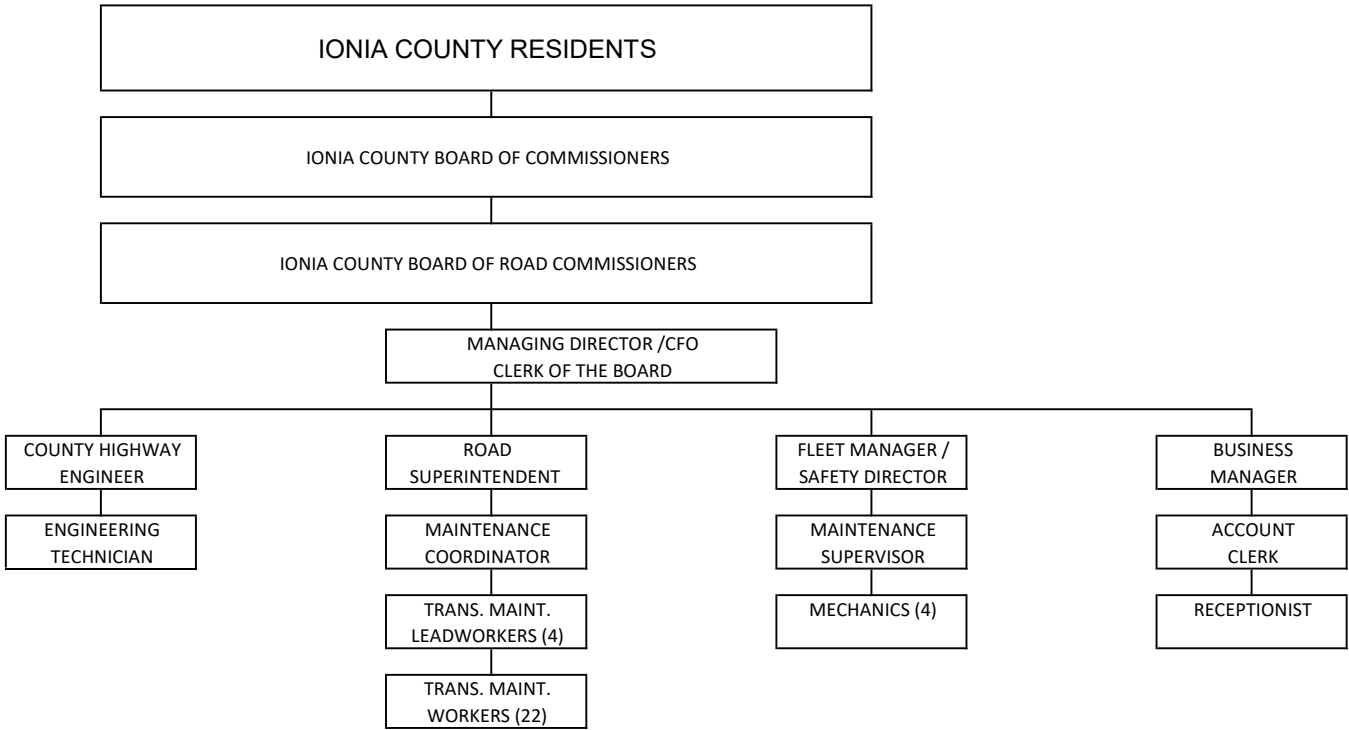 IONIA COUNTY RESIDENTS
IONIA COUNTY BOARD OF COMMISSIONERS
IONIA COUNTY BOARD OF ROAD COMMISSIONERS
MANAGING DIRECTOR /CFO
CLERK OF THE BOARD
COUNTY HIGHWAY
ENGINEER
ROAD
SUPERINTENDENT
FLEET MANAGER /
SAFETY DIRECTOR
BUSINESS
MANAGER
ENGINEERING
TECHNICIAN
MAINTENANCE
COORDINATOR
MAINTENANCE
SUPERVISOR
ACCOUNT
CLERK
TRANS. MAINT.
LEADWORKERS (4)
MECHANICS (4)
RECEPTIONIST
TRANS. MAINT.
WORKERS (22)